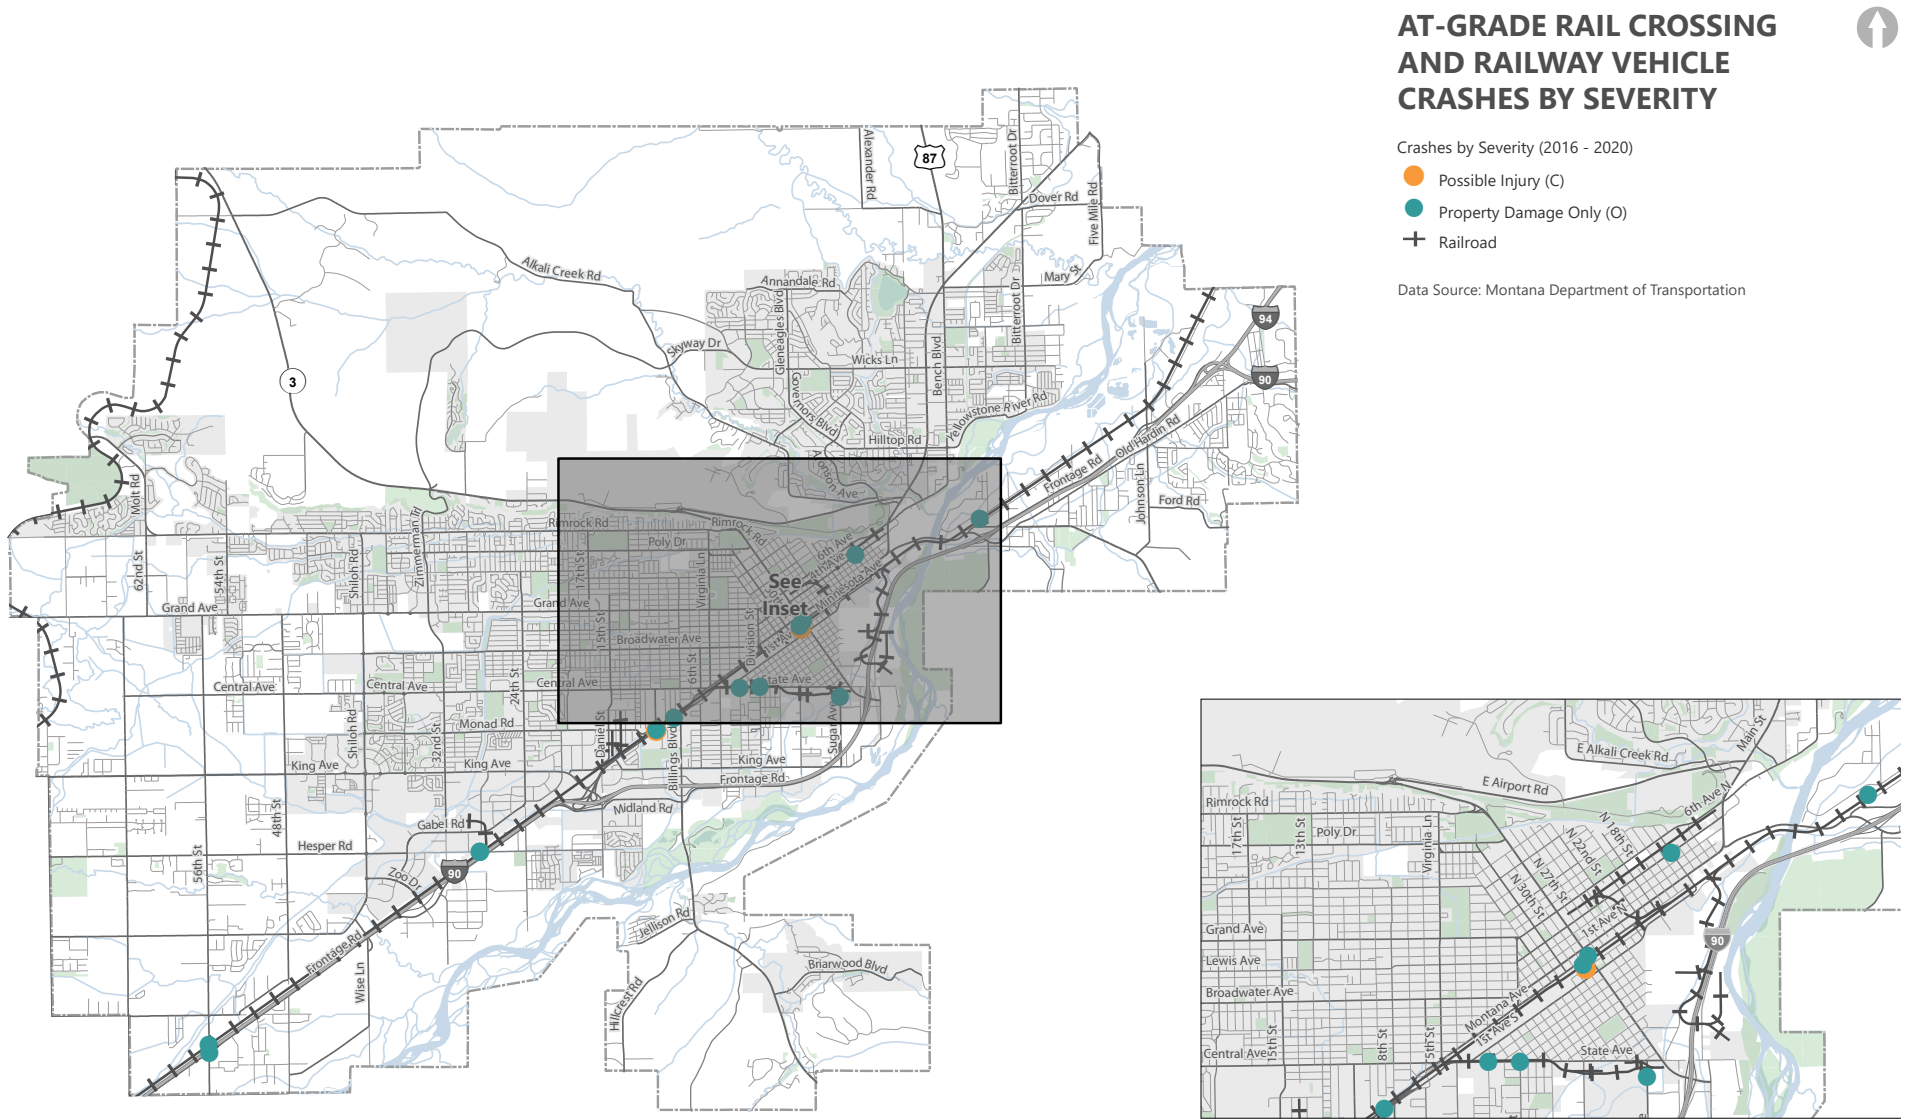 AT-GRADE RAIL CROSSING
AND RAILWAY VEHICLE
CRASHES BY SEVERITY
Crashes by Severity (2016 - 2020)
Possible Injury (C)
Property Damage Only (O)
Railroad
Data Source: Montana Department of Transportation
87
Alexander Rd
Bitterroot Dr
Dover Rd
Five Mile Rd
Alkali Creek Rd
Annandale Rd
Mary St
Gleneagles Blvd
Bitterroot Dr
94
Skyway Dr
Wicks Ln
Bench Blvd
90
3
Governors Blvd
Yellowstone River Rd
Hilltop Rd
Old Hardin Rd
Frontage Rd
Aronson Ave
Johnson Ln
Ford Rd
Molt Rd
Zimmerman Trl
Rimrock Rd
Rimrock Rd
Poly Dr
6th Ave
4th Ave
Minnesota Ave
62nd St
54th St
Shiloh Rd
17th St
Virginia Ln
See
Inset
Grand Ave
Grand Ave
15th St
Broadwater Ave
Division St
1st Ave
Central Ave
Central Ave
24th St
Central Ave
6th St
State Ave
Shiloh Rd
32nd St
Monad Rd
Daniel St
Billings Blvd
Sugar Ave
King Ave
King Ave
King Ave
Frontage Rd
Midland Rd
48th St
Gabel Rd
Hesper Rd
56th St
Zoo Dr
90
Frontage Rd
Wise Ln
Jellison Rd
Hillcrest Rd
Briarwood Blvd
E Alkali Creek Rd
Main St
E Airport Rd
Rimrock Rd
17th St
13th St
Poly Dr
Virginia Ln
6th Ave N
N 18th St
N 22nd St
N 27th St
N 30th St
1st Ave N
Grand Ave
Lewis Ave
90
Broadwater Ave
Montana Ave
1st Ave S
Central Ave
15th St
8th St
5th St
State Ave